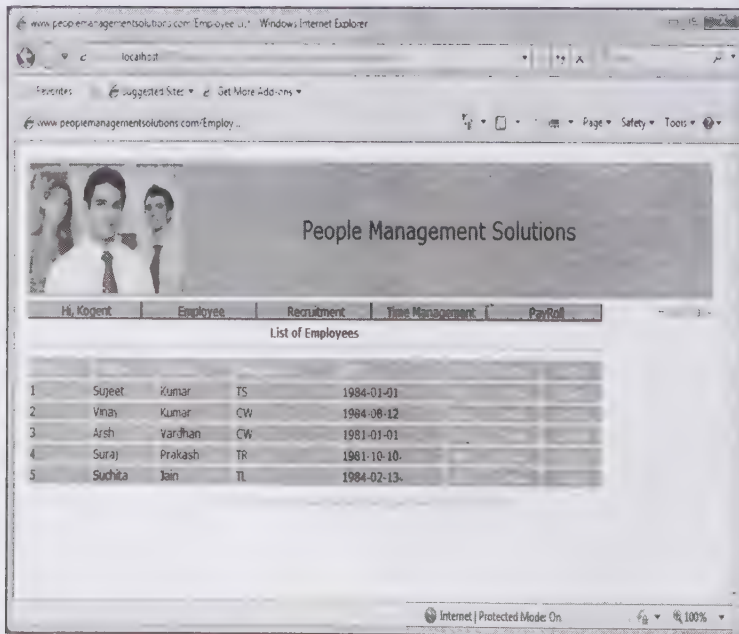 www.peoplemanagementsolutions.com/Employee List - Windows Internet Explorer
localhost
Favorites Suggested Sites ▾ Get More Add-ons ▾
www.peoplemanagementsolutions.com/Employ... Page ▾ Safety ▾ Tools ▾
People Management Solutions
Hi, Kogent Employee Recruitment Time Management PayRoll
List of Employees
1 Sujeet Kumar TS 1984-01-01
2 Vinay Kumar CW 1984-08-12
3 Arsh Vardhan CW 1981-01-01
4 Suraj Prakash TR 1981-10-10
5 Suchita Jain TL 1984-02-13
Internet | Protected Mode: On 100% ▾